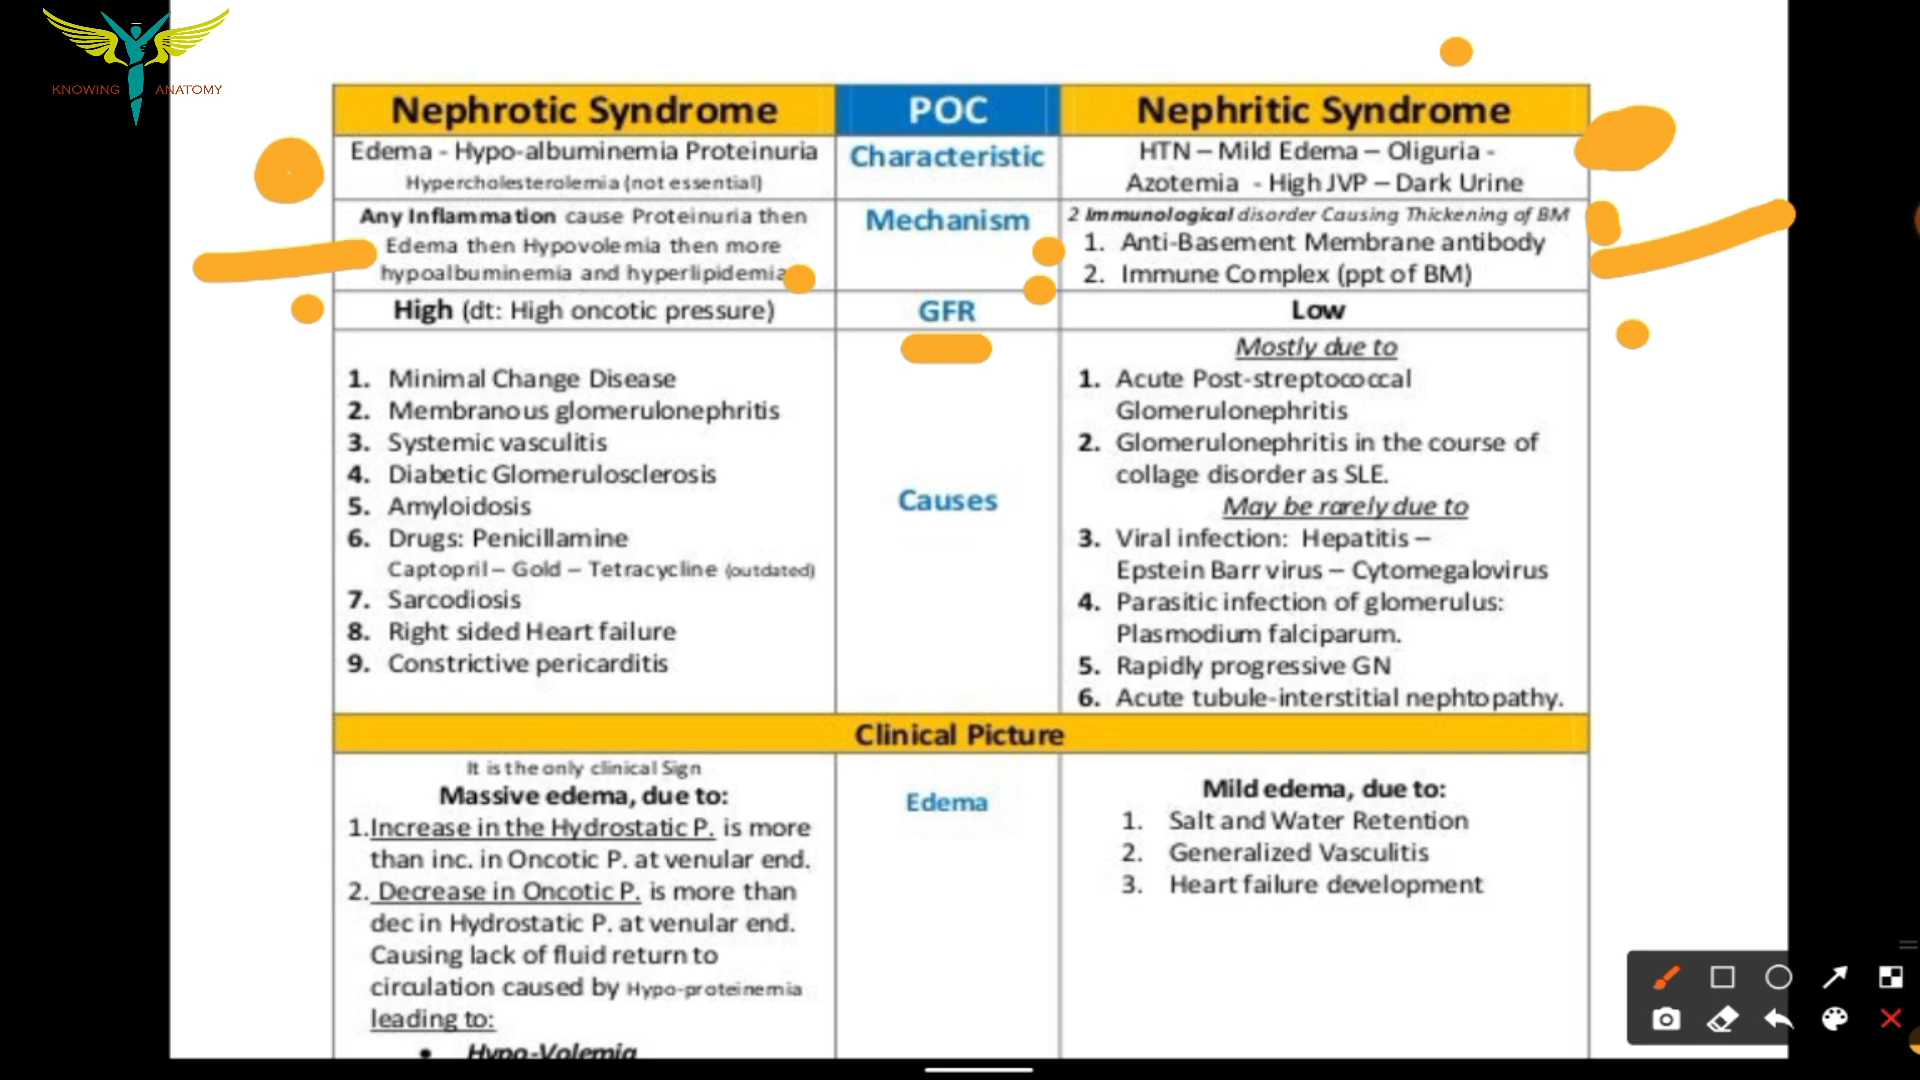 KNOWING ANATOMY
Nephrotic Syndrome
POC
Nephritic Syndrome
Edema - Hypo-albuminemia Proteinuria
Hypercholesterolemia (not essential)
Characteristic
HTN – Mild Edema – Oliguria -
Azotemia - High JVP – Dark Urine
Any Inflammation cause Proteinuria then
Edema then Hypovolemia then more
hypoalbuminemia and hyperlipidemia
Mechanism
2 Immunological disorder Causing Thickening of BM
1. Anti-Basement Membrane antibody
2. Immune Complex (ppt of BM)
High (dt: High oncotic pressure)
GFR
Low
1. Minimal Change Disease
2. Membranous glomerulonephritis
3. Systemic vasculitis
4. Diabetic Glomerulosclerosis
5. Amyloidosis
6. Drugs: Penicillamine
Captopril – Gold – Tetracycline (outdated)
7. Sarcodiosis
8. Right sided Heart failure
9. Constrictive pericarditis
Causes
Mostly due to
1. Acute Post-streptococcal
Glomerulonephritis
2. Glomerulonephritis in the course of
collage disorder as SLE.
May be rarely due to
3. Viral infection: Hepatitis –
Epstein Barr virus – Cytomegalovirus
4. Parasitic infection of glomerulus:
Plasmodium falciparum.
5. Rapidly progressive GN
6. Acute tubule-interstitial nephtopathy.
Clinical Picture
It is the only clinical Sign
Massive edema, due to:
1. Increase in the Hydrostatic P. is more
than inc. in Oncotic P. at venular end.
2. Decrease in Oncotic P. is more than
dec in Hydrostatic P. at venular end.
Causing lack of fluid return to
circulation caused by Hypo-proteinemia
leading to:
• Hypo-Volemia
Edema
Mild edema, due to:
1. Salt and Water Retention
2. Generalized Vasculitis
3. Heart failure development